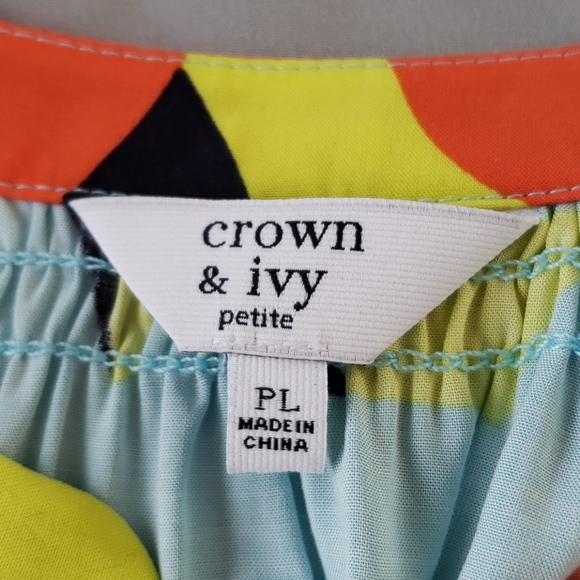 crown
& ivy
petite
PL
MADE IN
CHINA